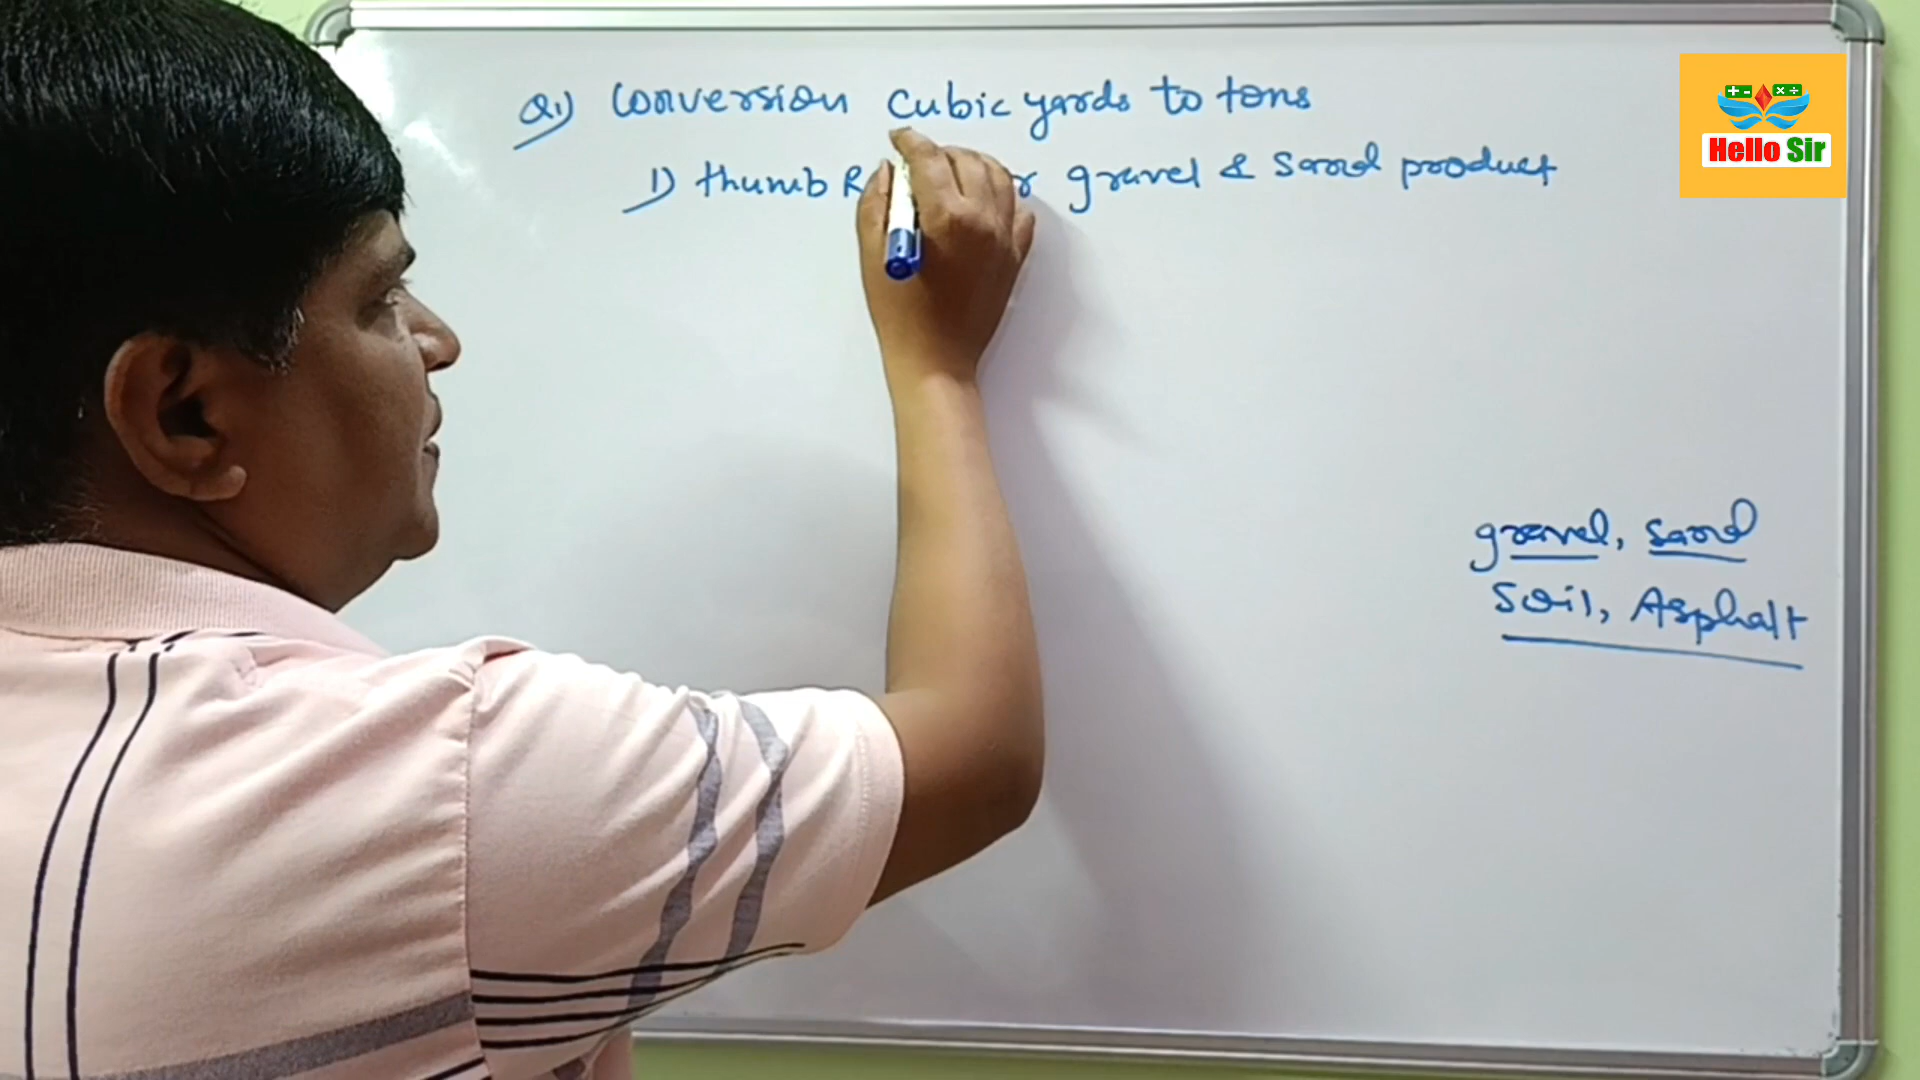 Q1) Conversion Cubic yards to tons
1) thumb R r gravel & Sand product
+ - × ÷
Hello Sir
gravel, Sand
Soil, Asphalt